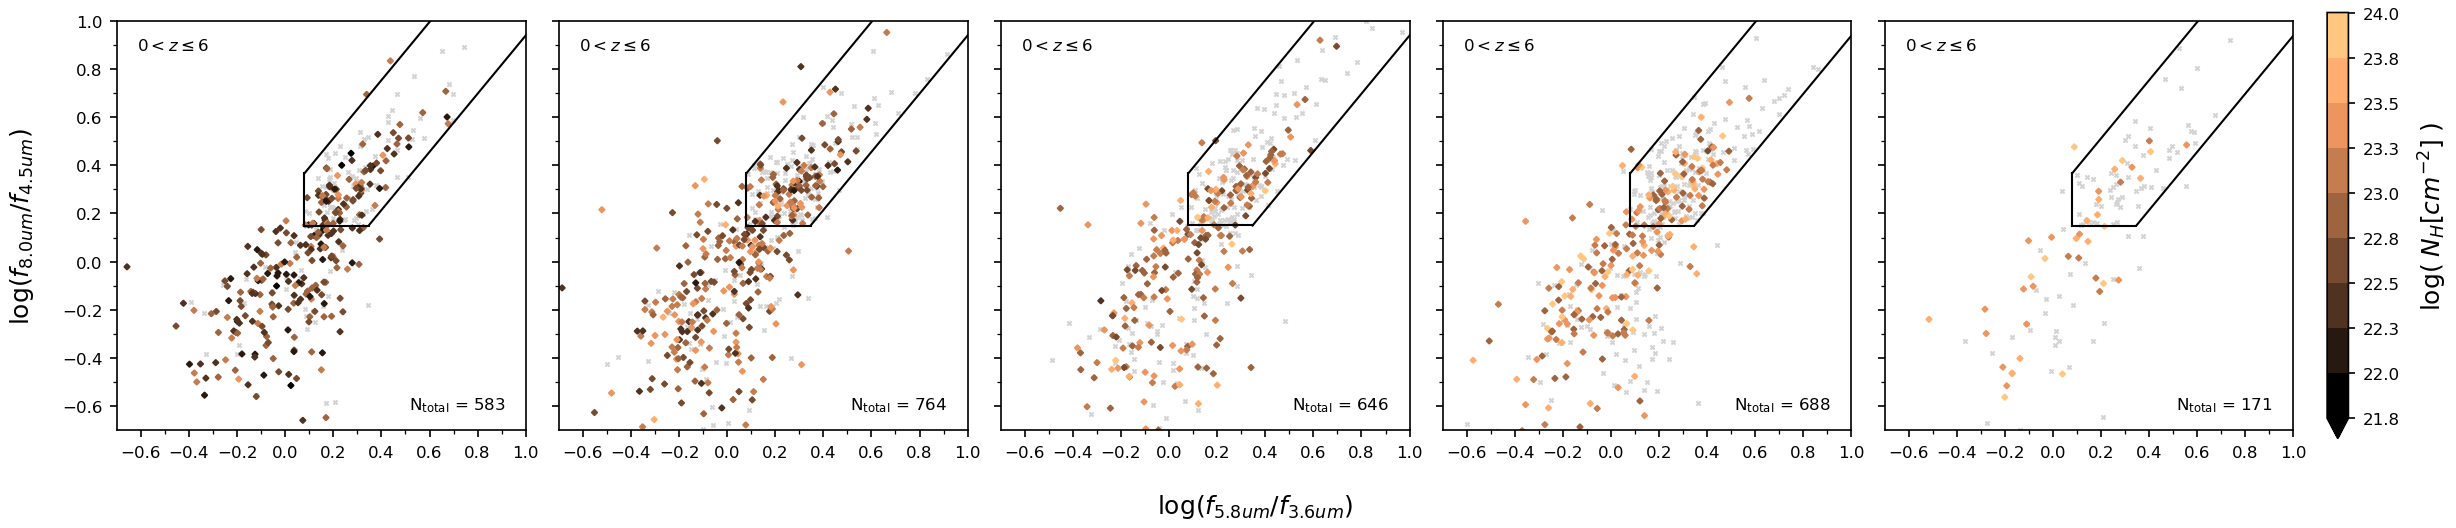 log(f8.0um/f4.5um)
1.0
0.8
0.6
0.4
0.2
0.0
−0.2
−0.4
−0.6
0 < z ≤ 6
Ntotal = 583
−0.6 −0.4 −0.2 0.0 0.2 0.4 0.6 0.8 1.0
0 < z ≤ 6
Ntotal = 764
−0.6 −0.4 −0.2 0.0 0.2 0.4 0.6 0.8 1.0
0 < z ≤ 6
Ntotal = 646
−0.6 −0.4 −0.2 0.0 0.2 0.4 0.6 0.8 1.0
0 < z ≤ 6
Ntotal = 688
−0.6 −0.4 −0.2 0.0 0.2 0.4 0.6 0.8 1.0
0 < z ≤ 6
Ntotal = 171
−0.6 −0.4 −0.2 0.0 0.2 0.4 0.6 0.8 1.0
log(f5.8um/f3.6um)
24.0
23.8
23.5
23.3
23.0
22.8
22.5
22.3
22.0
21.8
log( NH[cm−2] )